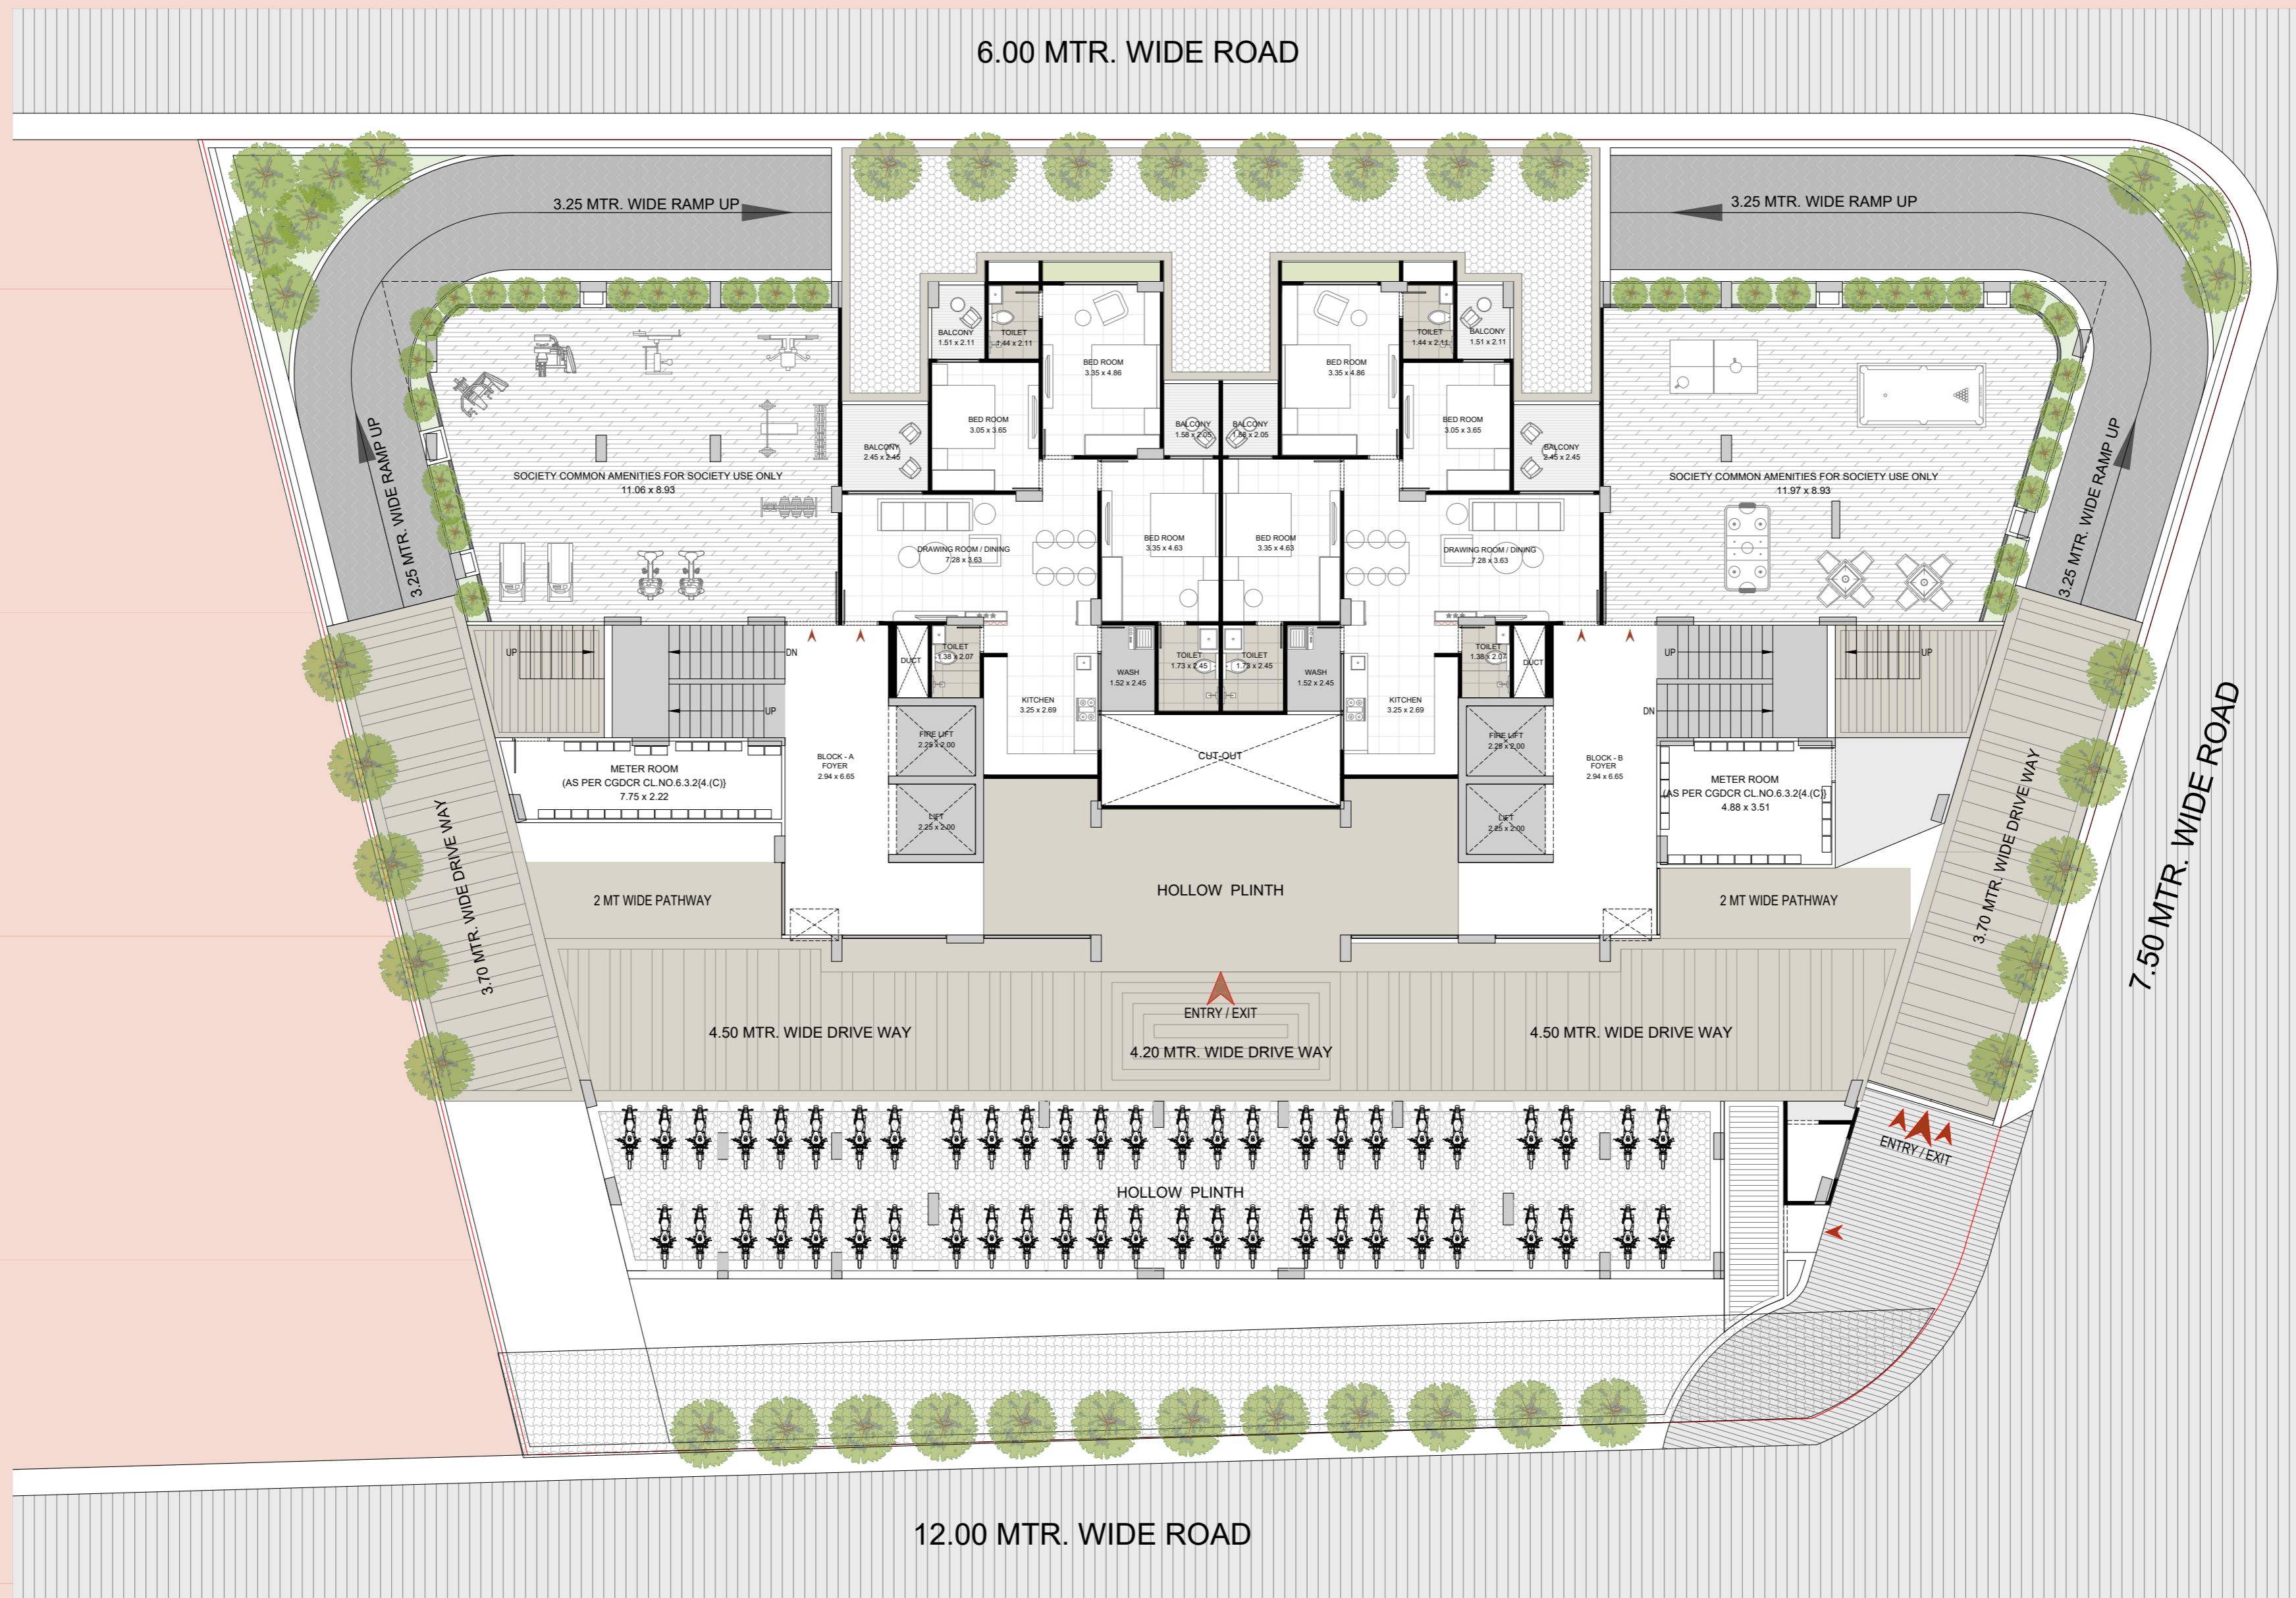 6.00 MTR. WIDE ROAD
3.25 MTR. WIDE RAMP UP
3.25 MTR. WIDE RAMP UP
BALCONY
1.51 x 2.11
TOILET
1.44 x 2.11
BED ROOM
3.35 x 4.86
BED ROOM
3.35 x 4.86
TOILET
1.44 x 2.11
BALCONY
1.51 x 2.11
BED ROOM
3.05 x 3.65
BALCONY
1.58 x 2.05
BALCONY
1.58 x 2.05
BED ROOM
3.05 x 3.65
BALCONY
2.45 x 2.45
BALCONY
2.45 x 2.45
3.25 MTR. WIDE RAMP UP
SOCIETY COMMON AMENITIES FOR SOCIETY USE ONLY
11.06 x 8.93
SOCIETY COMMON AMENITIES FOR SOCIETY USE ONLY
11.97 x 8.93
3.25 MTR. WIDE RAMP UP
DRAWING ROOM / DINING
7.28 x 3.63
BED ROOM
3.35 x 4.63
BED ROOM
3.35 x 4.63
DRAWING ROOM / DINING
7.28 x 3.63
UP
DN
UP
DUCT
TOILET
1.38 x 2.07
WASH
1.52 x 2.45
TOILET
1.73 x 2.45
TOILET
1.73 x 2.45
WASH
1.52 x 2.45
TOILET
1.38 x 2.07
DUCT
UP
UP
DN
KITCHEN
3.25 x 2.69
KITCHEN
3.25 x 2.69
FIRE LIFT
2.25 x 2.00
FIRE LIFT
2.25 x 2.00
CUT-OUT
METER ROOM
(AS PER CGDCR CL.NO.6.3.2{4.(C)}
7.75 x 2.22
BLOCK - A
FOYER
2.94 x 6.65
BLOCK - B
FOYER
2.94 x 6.65
METER ROOM
(AS PER CGDCR CL.NO.6.3.2{4.(C)}
4.88 x 3.51
LIFT
2.25 x 2.00
LIFT
2.25 x 2.00
3.70 MTR. WIDE DRIVE WAY
3.70 MTR. WIDE DRIVE WAY
7.50 MTR. WIDE ROAD
2 MT WIDE PATHWAY
HOLLOW PLINTH
2 MT WIDE PATHWAY
ENTRY / EXIT
4.50 MTR. WIDE DRIVE WAY
4.20 MTR. WIDE DRIVE WAY
4.50 MTR. WIDE DRIVE WAY
ENTRY / EXIT
HOLLOW PLINTH
12.00 MTR. WIDE ROAD